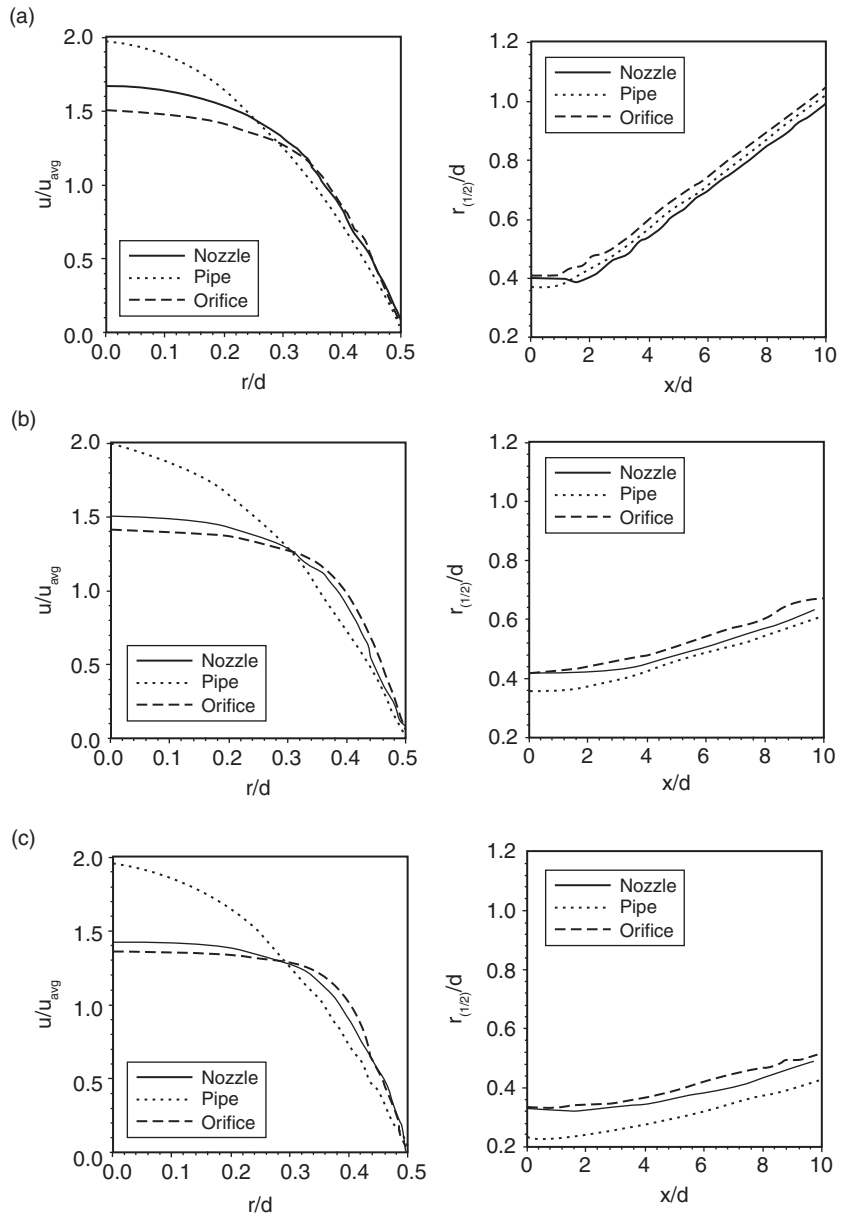 (a)
2.0
1.5
1.0
0.5
0.0
u/u_avg
Nozzle
Pipe
Orifice
0.0 0.1 0.2 0.3 0.4 0.5
r/d
1.2
1.0
0.8
0.6
0.4
0.2
r_(1/2)/d
Nozzle
Pipe
Orifice
0 2 4 6 8 10
x/d
(b)
2.0
1.5
1.0
0.5
0.0
u/u_avg
Nozzle
Pipe
Orifice
0.0 0.1 0.2 0.3 0.4 0.5
r/d
1.2
1.0
0.8
0.6
0.4
0.2
r_(1/2)/d
Nozzle
Pipe
Orifice
0 2 4 6 8 10
x/d
(c)
2.0
1.5
1.0
0.5
0.0
u/u_avg
Nozzle
Pipe
Orifice
0.0 0.1 0.2 0.3 0.4 0.5
r/d
1.2
1.0
0.8
0.6
0.4
0.2
r_(1/2)/d
Nozzle
Pipe
Orifice
0 2 4 6 8 10
x/d